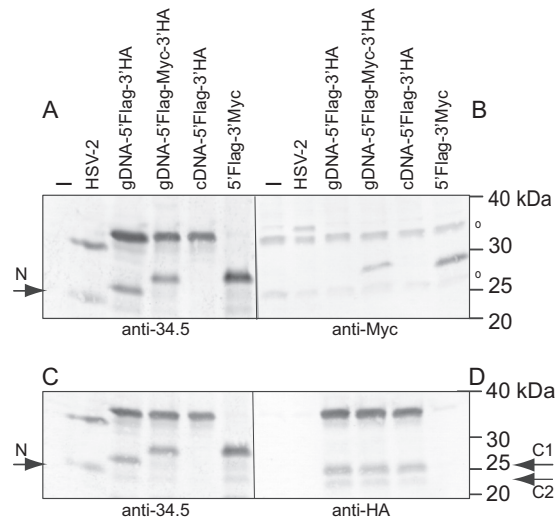 A
—
HSV-2
gDNA-5'Flag-3'HA
gDNA-5'Flag-Myc-3'HA
cDNA-5'Flag-3'HA
5'Flag-3'Myc
—
HSV-2
gDNA-5'Flag-3'HA
gDNA-5'Flag-Myc-3'HA
cDNA-5'Flag-3'HA
5'Flag-3'Myc
B
40 kDa
o
30
o
N
25
20
anti-34.5
anti-Myc
C
D
40 kDa
30
N
25
C1
C2
20
anti-34.5
anti-HA